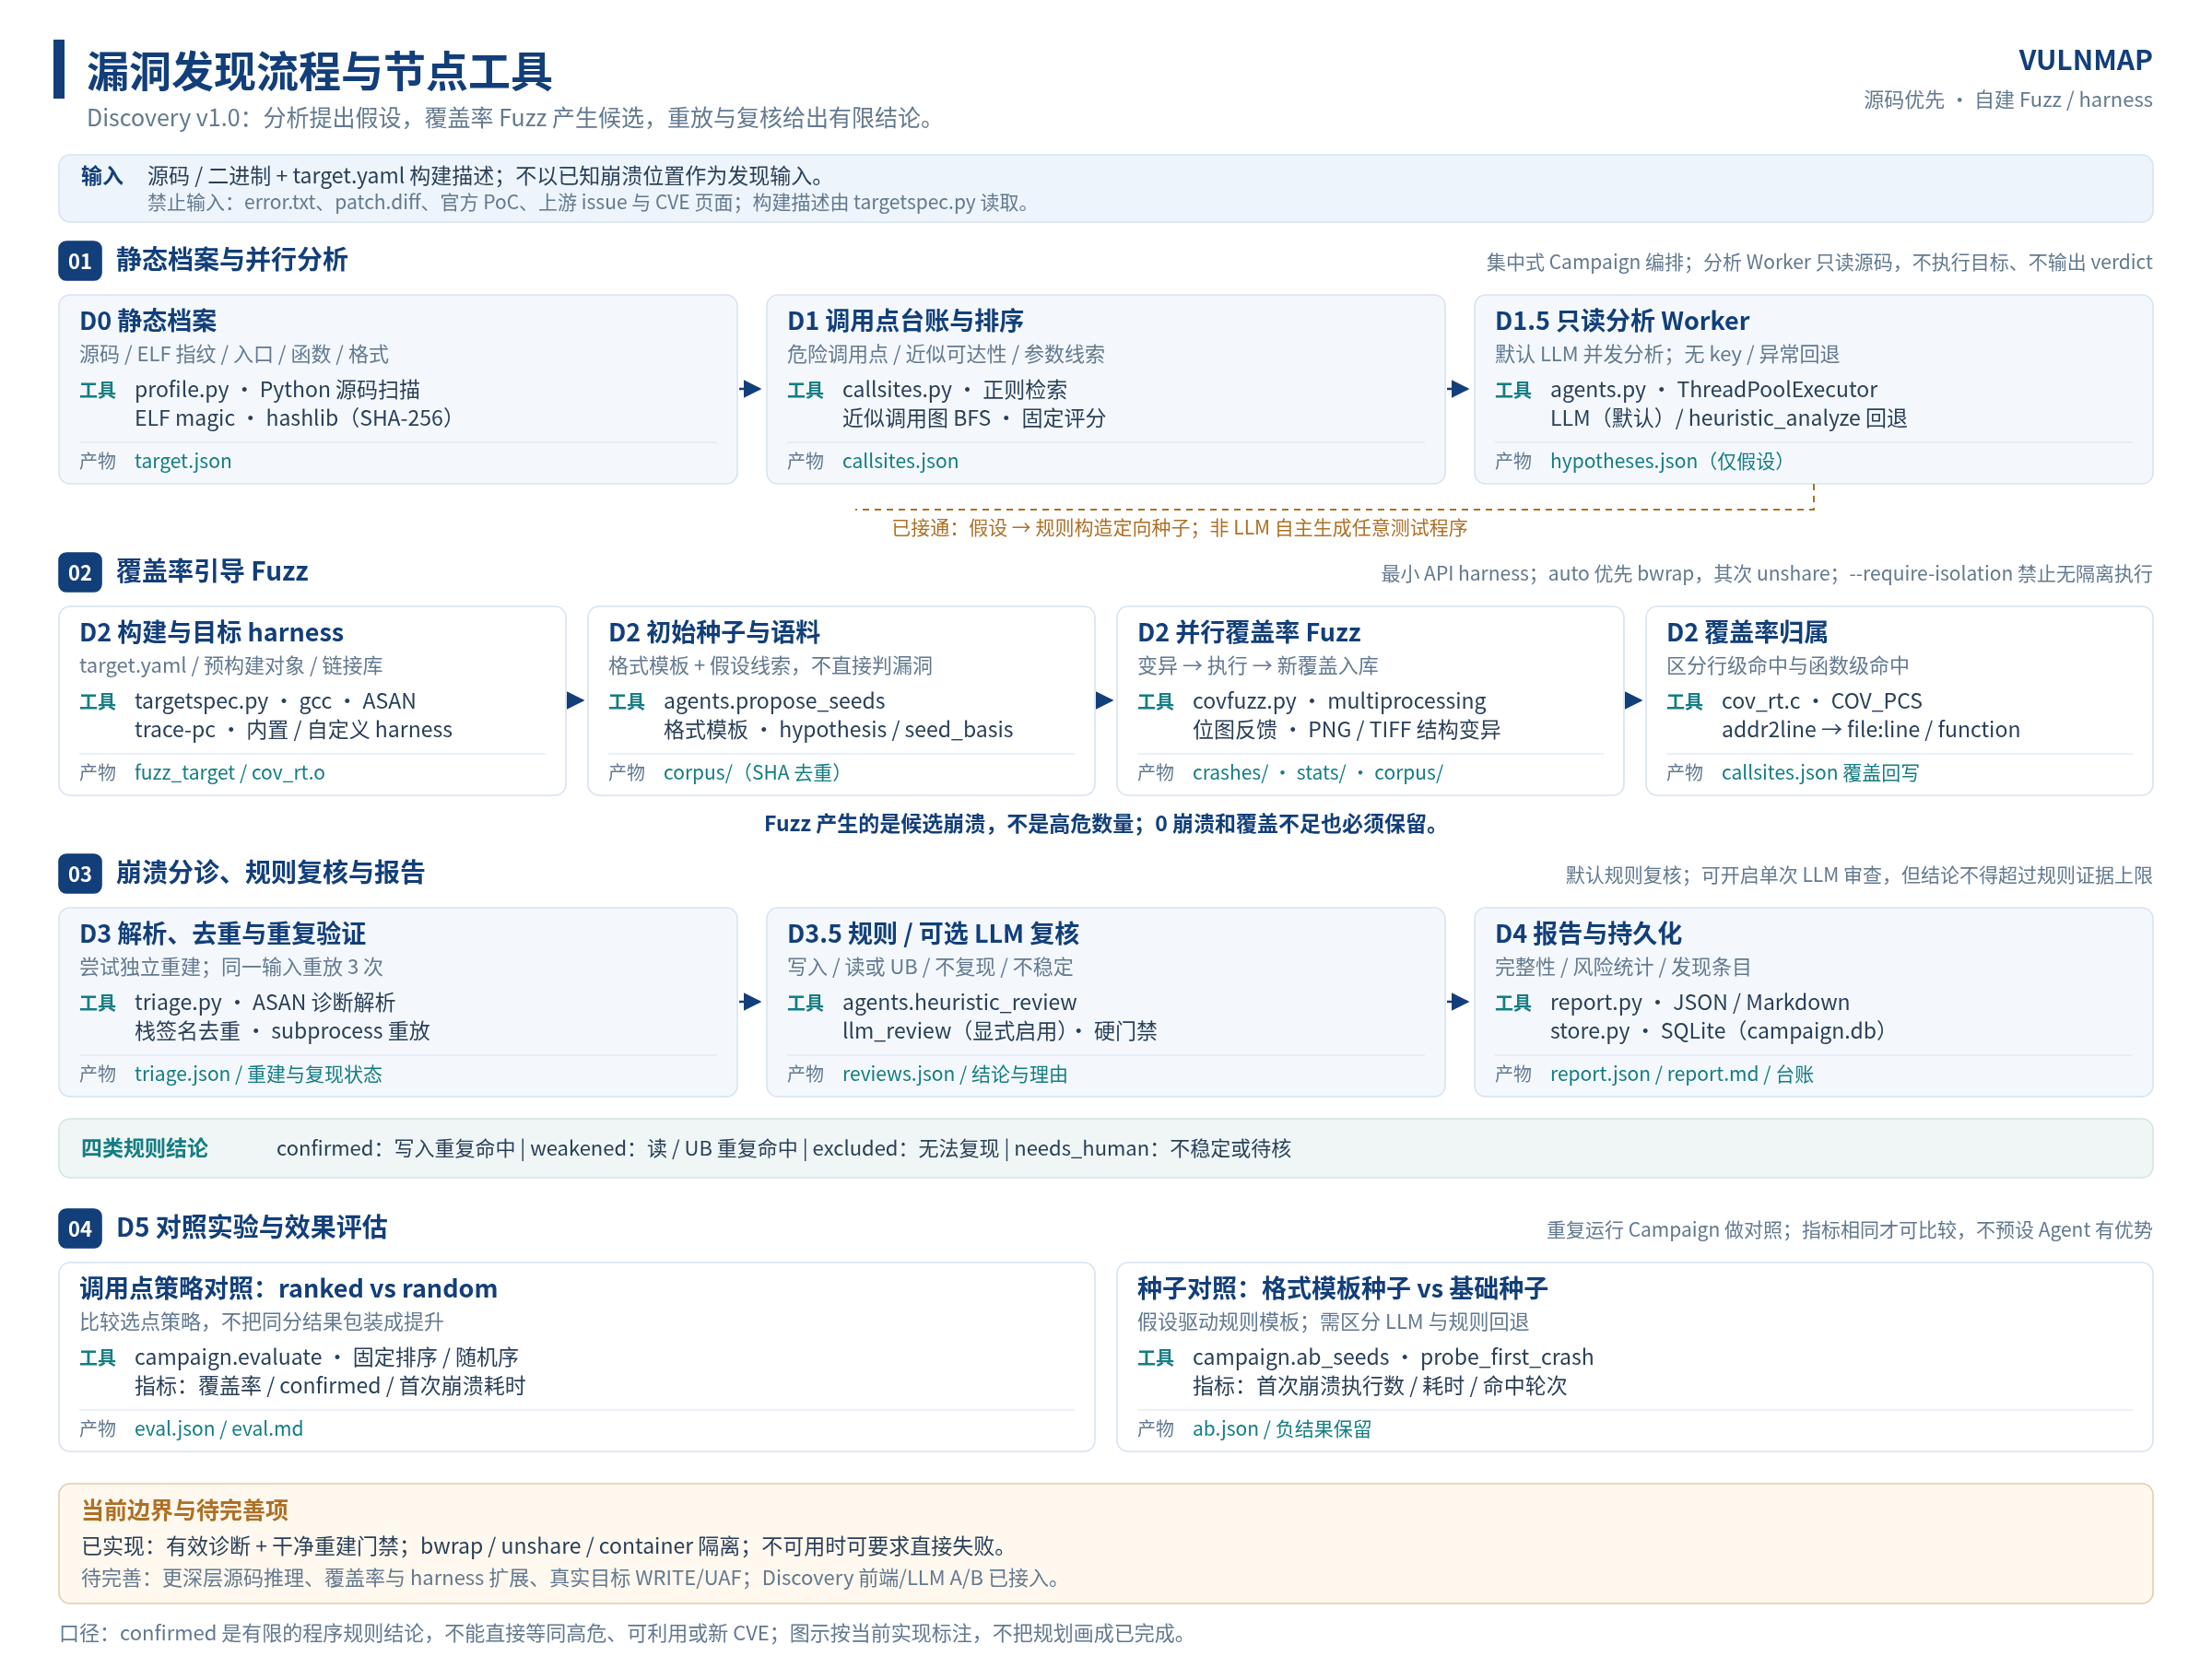 漏洞发现流程与节点工具
VULNMAP
Discovery v1.0：分析提出假设，覆盖率 Fuzz 产生候选，重放与复核给出有限结论。
源码优先 · 自建 Fuzz / harness
输入 源码 / 二进制 + target.yaml 构建描述；不以已知崩溃位置作为发现输入。
禁止输入：error.txt、patch.diff、官方 PoC、上游 issue 与 CVE 页面；构建描述由 targetspec.py 读取。
01 静态档案与并行分析
集中式 Campaign 编排；分析 Worker 只读源码，不执行目标、不输出 verdict
D0 静态档案
源码 / ELF 指纹 / 入口 / 函数 / 格式
工具 profile.py · Python 源码扫描
ELF magic · hashlib（SHA-256）
产物 target.json
D1 调用点台账与排序
危险调用点 / 近似可达性 / 参数线索
工具 callsites.py · 正则检索
近似调用图 BFS · 固定评分
产物 callsites.json
D1.5 只读分析 Worker
默认 LLM 并发分析；无 key / 异常回退
工具 agents.py · ThreadPoolExecutor
LLM（默认）/ heuristic_analyze 回退
产物 hypotheses.json（仅假设）
已接通：假设 → 规则构造定向种子；非 LLM 自主生成任意测试程序
02 覆盖率引导 Fuzz
最小 API harness；auto 优先 bwrap，其次 unshare；--require-isolation 禁止无隔离执行
D2 构建与目标 harness
target.yaml / 预构建对象 / 链接库
工具 targetspec.py · gcc · ASAN
trace-pc · 内置 / 自定义 harness
产物 fuzz_target / cov_rt.o
D2 初始种子与语料
格式模板 + 假设线索，不直接判漏洞
工具 agents.propose_seeds
格式模板 · hypothesis / seed_basis
产物 corpus/（SHA 去重）
D2 并行覆盖率 Fuzz
变异 → 执行 → 新覆盖入库
工具 covfuzz.py · multiprocessing
位图反馈 · PNG / TIFF 结构变异
产物 crashes/ · stats/ · corpus/
D2 覆盖率归属
区分行级命中与函数级命中
工具 cov_rt.c · COV_PCS
addr2line → file:line / function
产物 callsites.json 覆盖回写
Fuzz 产生的是候选崩溃，不是高危数量；0 崩溃和覆盖不足也必须保留。
03 崩溃分诊、规则复核与报告
默认规则复核；可开启单次 LLM 审查，但结论不得超过规则证据上限
D3 解析、去重与重复验证
尝试独立重建；同一输入重放 3 次
工具 triage.py · ASAN 诊断解析
栈签名去重 · subprocess 重放
产物 triage.json / 重建与复现状态
D3.5 规则 / 可选 LLM 复核
写入 / 读或 UB / 不复现 / 不稳定
工具 agents.heuristic_review
llm_review（显式启用）· 硬门禁
产物 reviews.json / 结论与理由
D4 报告与持久化
完整性 / 风险统计 / 发现条目
工具 report.py · JSON / Markdown
store.py · SQLite（campaign.db）
产物 report.json / report.md / 台账
四类规则结论 confirmed：写入重复命中 | weakened：读 / UB 重复命中 | excluded：无法复现 | needs_human：不稳定或待核
04 D5 对照实验与效果评估
重复运行 Campaign 做对照；指标相同才可比较，不预设 Agent 有优势
调用点策略对照：ranked vs random
比较选点策略，不把同分结果包装成提升
工具 campaign.evaluate · 固定排序 / 随机序
指标：覆盖率 / confirmed / 首次崩溃耗时
产物 eval.json / eval.md
种子对照：格式模板种子 vs 基础种子
假设驱动规则模板；需区分 LLM 与规则回退
工具 campaign.ab_seeds · probe_first_crash
指标：首次崩溃执行数 / 耗时 / 命中轮次
产物 ab.json / 负结果保留
当前边界与待完善项
已实现：有效诊断 + 干净重建门禁；bwrap / unshare / container 隔离；不可用时可要求直接失败。
待完善：更深层源码推理、覆盖率与 harness 扩展、真实目标 WRITE/UAF；Discovery 前端/LLM A/B 已接入。
口径：confirmed 是有限的程序规则结论，不能直接等同高危、可利用或新 CVE；图示按当前实现标注，不把规划画成已完成。